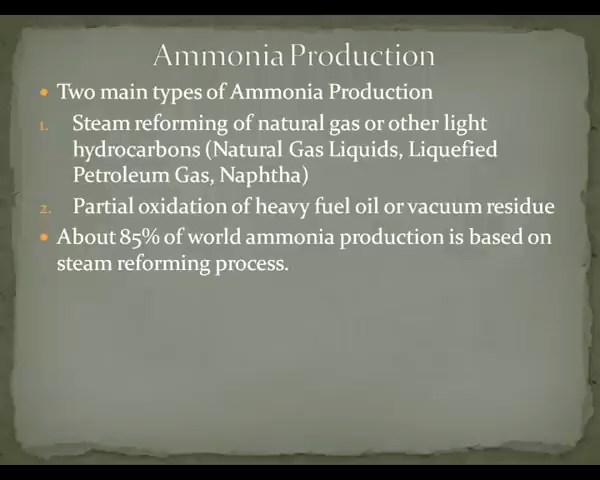 Ammonia Production
• Two main types of Ammonia Production
1. Steam reforming of natural gas or other light
hydrocarbons (Natural Gas Liquids, Liquefied
Petroleum Gas, Naphtha)
2. Partial oxidation of heavy fuel oil or vacuum residue
• About 85% of world ammonia production is based on
steam reforming process.